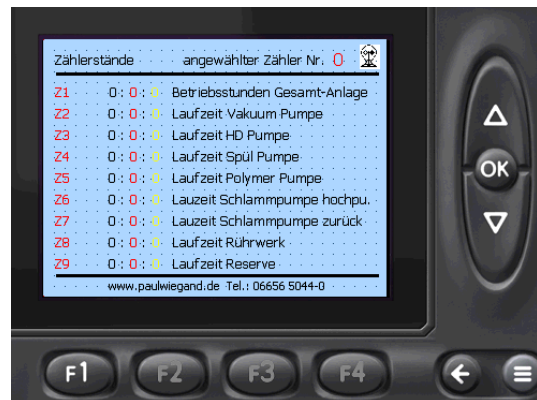 Zählerstände angewählter Zähler Nr. 0
Z1 0:0:0 Betriebsstunden Gesamt-Anlage
Z2 0:0:0 Laufzeit Vakuum Pumpe
Z3 0:0:0 Laufzeit HD Pumpe
Z4 0:0:0 Laufzeit Spül Pumpe
Z5 0:0:0 Laufzeit Polymer Pumpe
Z6 0:0:0 Lauzeit Schlammpumpe hochpu.
Z7 0:0:0 Lauzeit Schlammpumpe zurück
Z8 0:0:0 Laufzeit Rührwerk
Z9 0:0:0 Laufzeit Reserve
www.paulwiegand.de Tel.: 06656 5044-0
OK
F1 F2 F3 F4